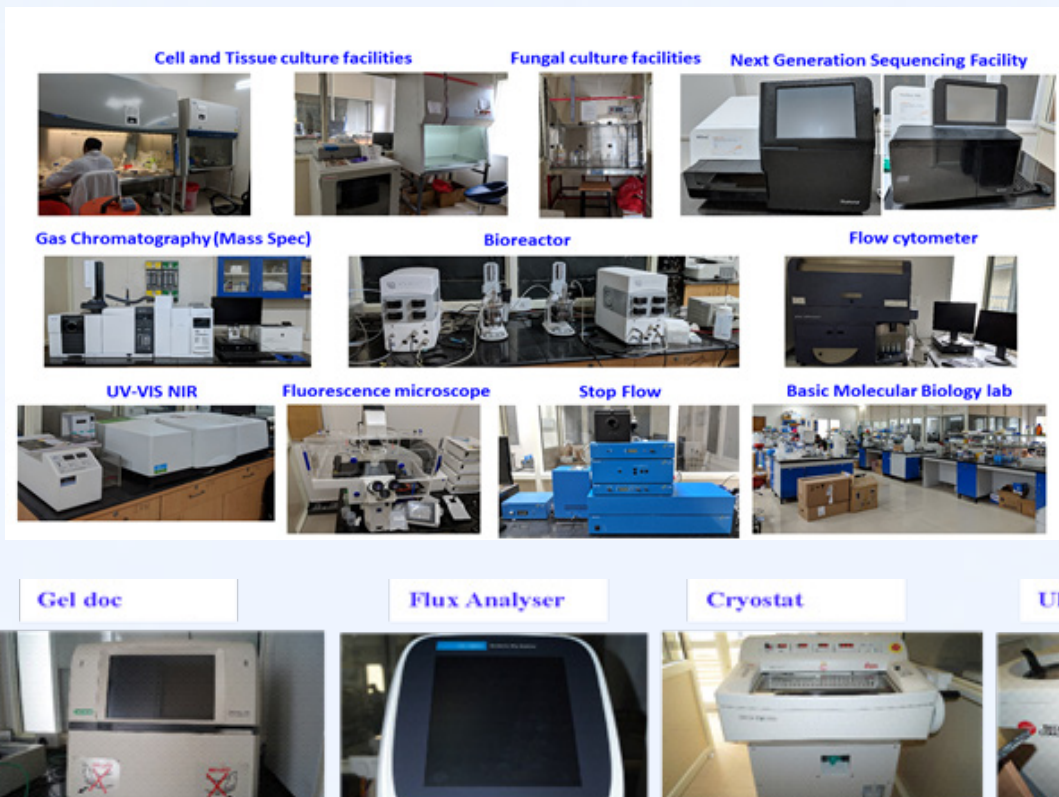 Cell and Tissue culture facilities
Fungal culture facilities
Next Generation Sequencing Facility
Gas Chromatography (Mass Spec)
Bioreactor
Flow cytometer
UV-VIS NIR
Fluorescence microscope
Stop Flow
Basic Molecular Biology lab
Gel doc
Flux Analyser
Cryostat